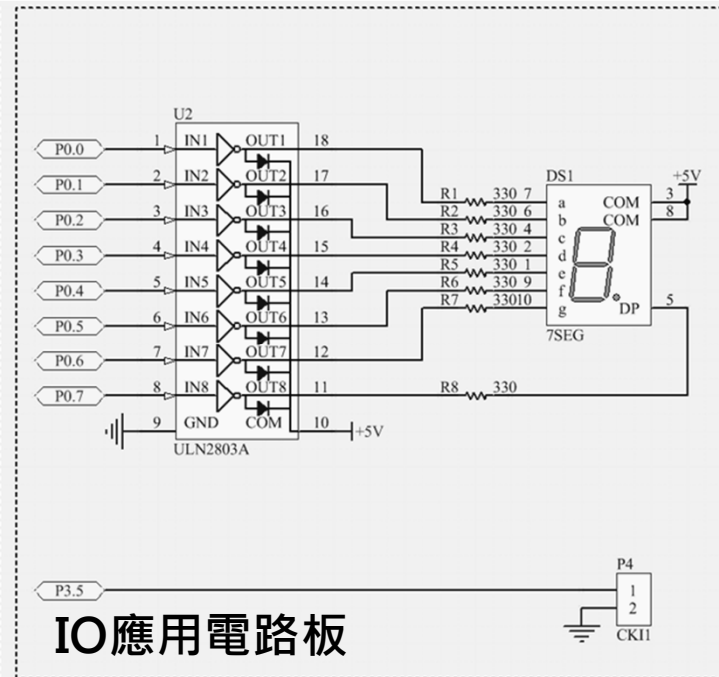 U2
P0.0 1 IN1 OUT1 18
P0.1 2 IN2 OUT2 17
P0.2 3 IN3 OUT3 16
P0.3 4 IN4 OUT4 15
P0.4 5 IN5 OUT5 14
P0.5 6 IN6 OUT6 13
P0.6 7 IN7 OUT7 12
P0.7 8 IN8 OUT8 11
9 GND COM 10 +5V
ULN2803A
DS1
+5V
R1 330 7 a COM 3
R2 330 6 b COM 8
R3 330 4 c
R4 330 2 d
R5 330 1 e
R6 330 9 f
R7 33010 g
DP 5
7SEG
R8 330
P4
P3.5 1
2
CKI1
IO應用電路板